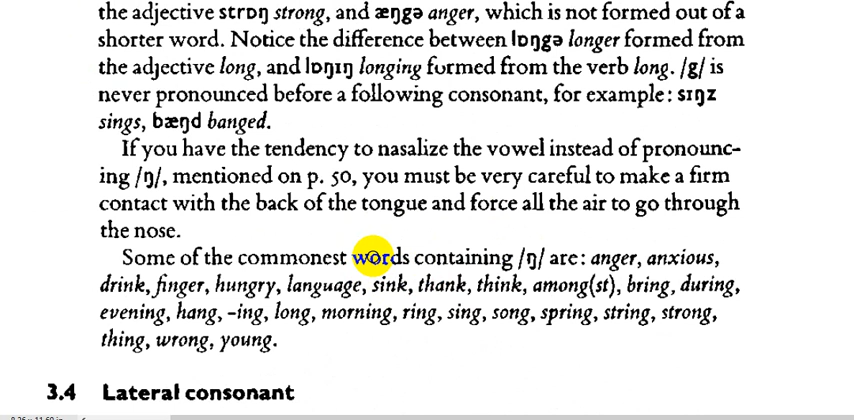 the adjective strɒŋ strong, and æŋgə anger, which is not formed out of a
shorter word. Notice the difference between lɒŋgə longer formed from
the adjective long, and lɒŋɪŋ longing formed from the verb long. /g/ is
never pronounced before a following consonant, for example: sɪŋz
sings, bæŋd banged.
If you have the tendency to nasalize the vowel instead of pronounc-
ing /ŋ/, mentioned on p. 50, you must be very careful to make a firm
contact with the back of the tongue and force all the air to go through
the nose.
Some of the commonest words containing /ŋ/ are: anger, anxious,
drink, finger, hungry, language, sink, thank, think, among(st), bring, during,
evening, hang, -ing, long, morning, ring, sing, song, spring, string, strong,
thing, wrong, young.
3.4 Lateral consonant